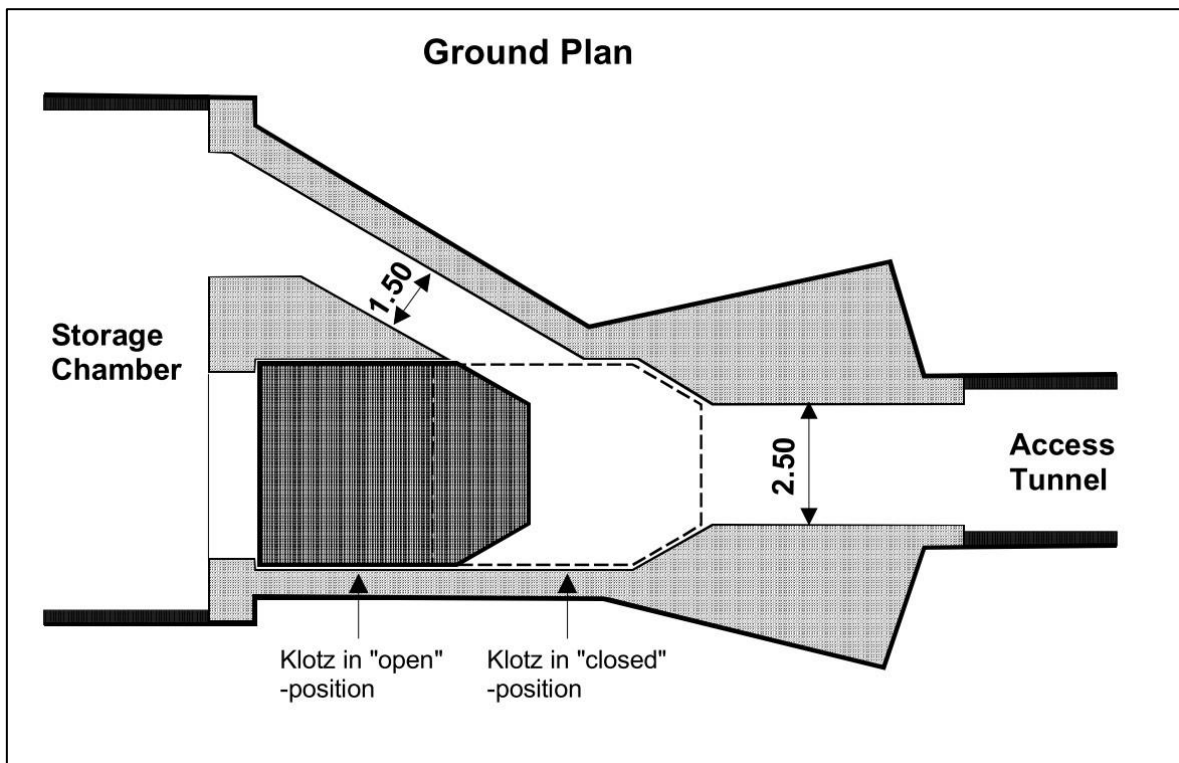 Ground Plan
1.50
Storage
Chamber
2.50
Access
Tunnel
Klotz in "open"
-position
Klotz in "closed"
-position